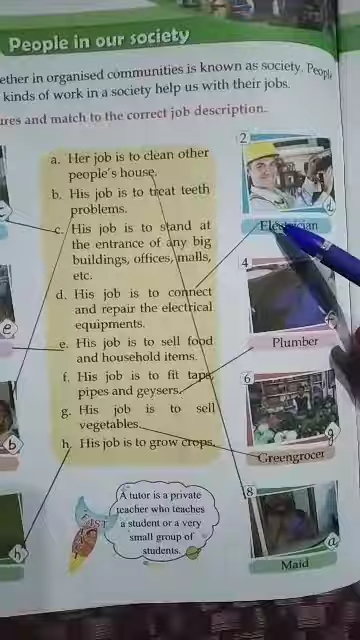 People in our society
ether in organised communities is known as society. People
kinds of work in a society help us with their jobs.
ures and match to the correct job description.
a. Her job is to clean other
people's house.
b. His job is to treat teeth
problems.
c. His job is to stand at
the entrance of any big
buildings, offices, malls,
etc.
d. His job is to connect
and repair the electrical
equipments.
e. His job is to sell food
and household items.
f. His job is to fit taps,
pipes and geysers.
g. His job is to sell
vegetables.
h. His job is to grow crops.
2
d
Electrician
4
f
Plumber
6
g
Greengrocer
8
a
Maid
e
b
h
A tutor is a private
teacher who teaches
a student or a very
small group of
students.